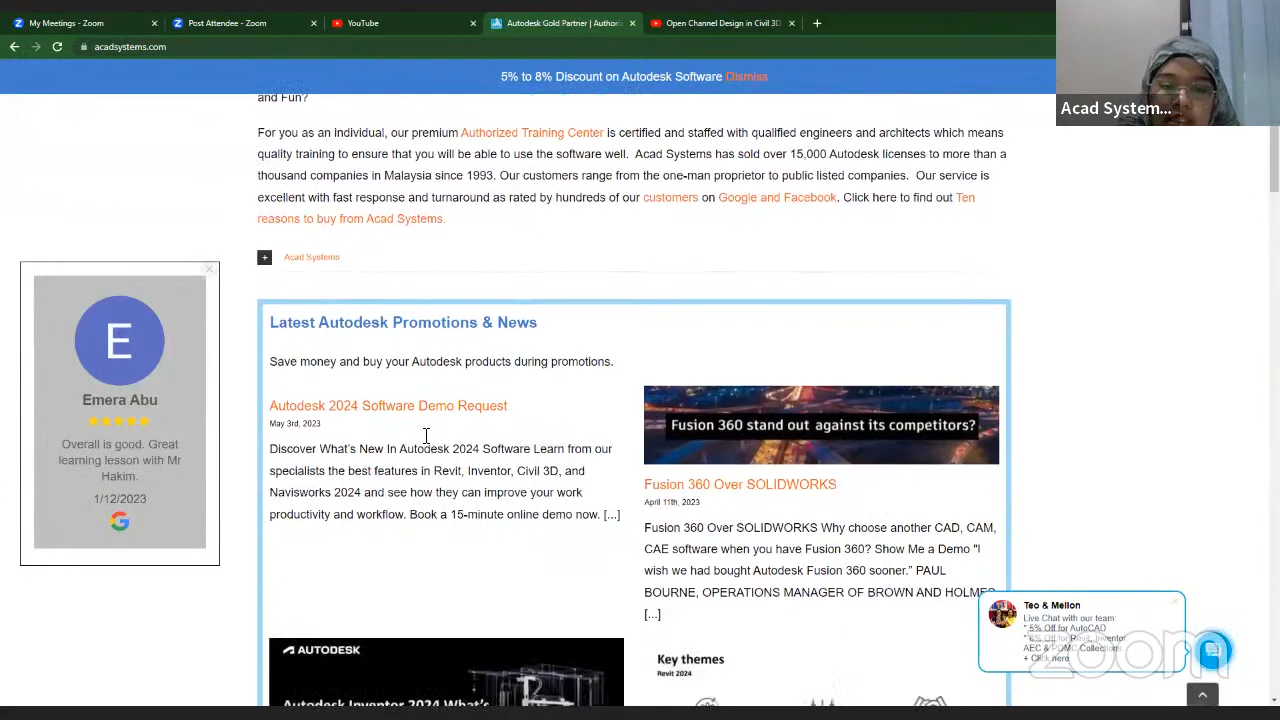 My Meetings - Zoom
Post Attendee - Zoom
YouTube
Autodesk Gold Partner | Authoriz
Open Channel Design in Civil 3D
acadsystems.com
5% to 8% Discount on Autodesk Software Dismiss
Acad System...
and Fun?
For you as an individual, our premium Authorized Training Center is certified and staffed with qualified engineers and architects which means
quality training to ensure that you will be able to use the software well. Acad Systems has sold over 15,000 Autodesk licenses to more than a
thousand companies in Malaysia since 1993. Our customers range from the one-man proprietor to public listed companies. Our service is
excellent with fast response and turnaround as rated by hundreds of our customers on Google and Facebook. Click here to find out Ten
reasons to buy from Acad Systems.
+ Acad Systems
E
Emera Abu
Overall is good. Great
learning lesson with Mr
Hakim.
1/12/2023
Latest Autodesk Promotions & News
Save money and buy your Autodesk products during promotions.
Autodesk 2024 Software Demo Request
May 3rd, 2023
Discover What's New In Autodesk 2024 Software Learn from our
specialists the best features in Revit, Inventor, Civil 3D, and
Navisworks 2024 and see how they can improve your work
productivity and workflow. Book a 15-minute online demo now. [...]
Fusion 360 stand out against its competitors?
Fusion 360 Over SOLIDWORKS
April 11th, 2023
Fusion 360 Over SOLIDWORKS Why choose another CAD, CAM,
CAE software when you have Fusion 360? Show Me a Demo "I
wish we had bought Autodesk Fusion 360 sooner." PAUL
BOURNE, OPERATIONS MANAGER OF BROWN AND HOLMES
[...]
AUTODESK
Autodesk Inventor 2024 What's
Key themes
Revit 2024
Teo & Mellon
Live Chat with our team:
* 5% Off for AutoCAD
Off for Revit, Inventor
AEC & PDMC Collections
+ Click here
zoom